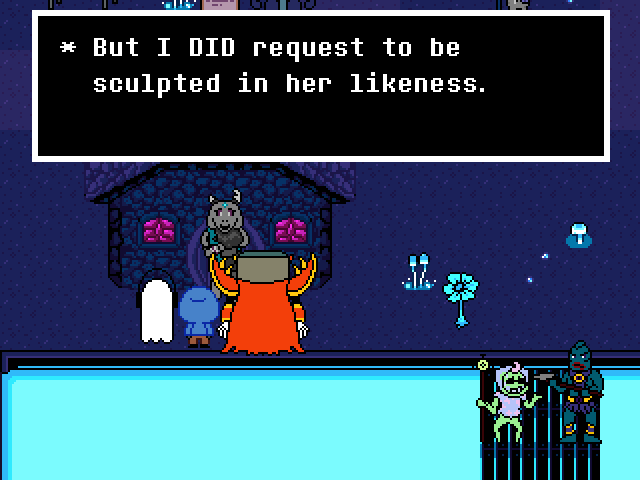 * But I DID request to be
sculpted in her likeness.